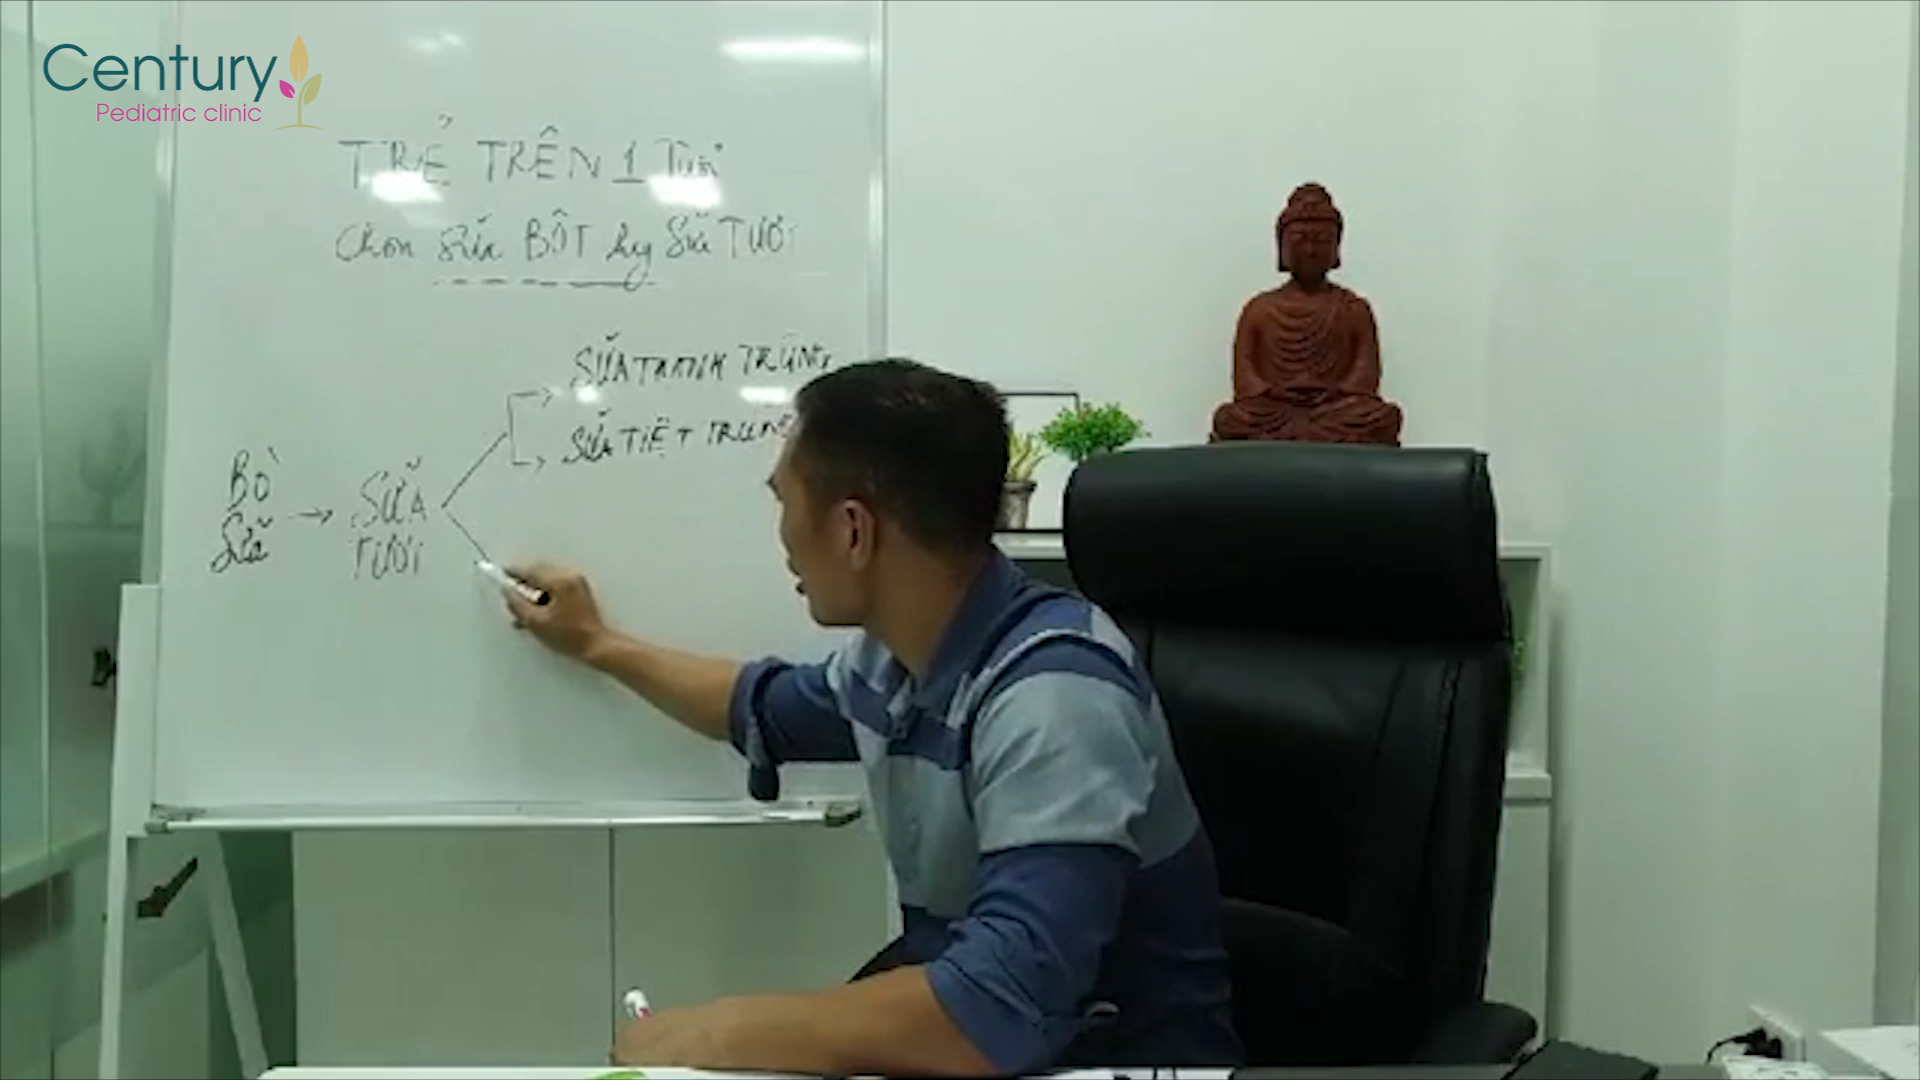 Century
Pediatric clinic
TRẺ TRÊN 1 Tuổi
Chọn sữa BỘT hay Sữa TƯƠI
SỮA THANH TRÙNG
SỮA TIỆT TRÙNG
BÒ
Sữa
SỮA
TƯƠI